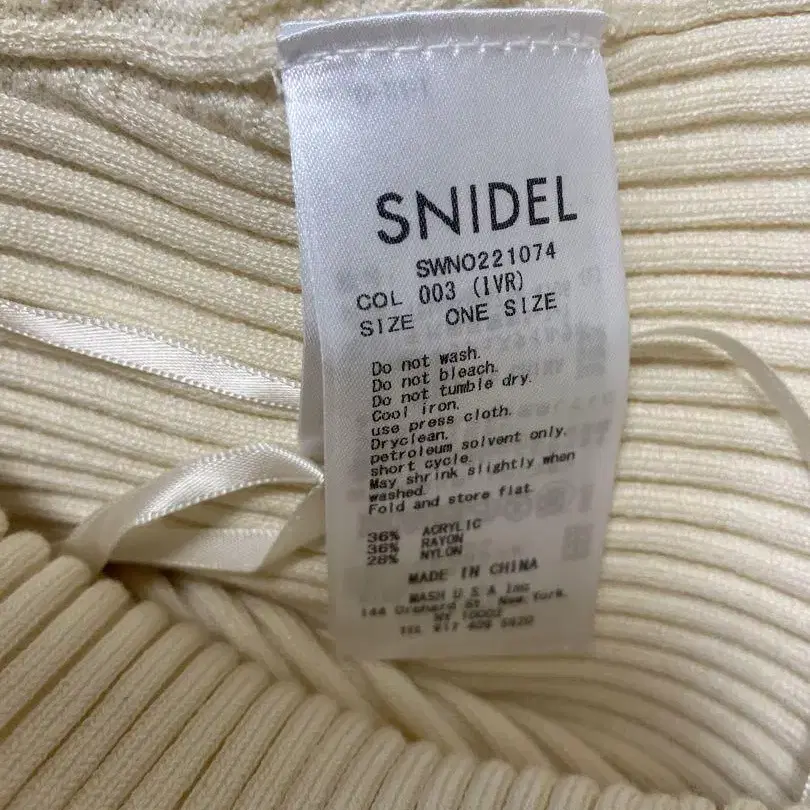 SNIDEL
SWNO221074
COL 003 (IVR)
SIZE ONE SIZE
Do not wash.
Do not bleach.
Do not tumble dry.
Cool iron.
use press cloth.
Dryclean.
petroleum solvent only.
short cycle.
May shrink slightly when
washed.
Fold and store flat.
36% ACRYLIC
36% RAYON
28% NYLON
MADE IN CHINA
MASH U S A Inc
144 Orchard St. New York.
NY 10002
TEL